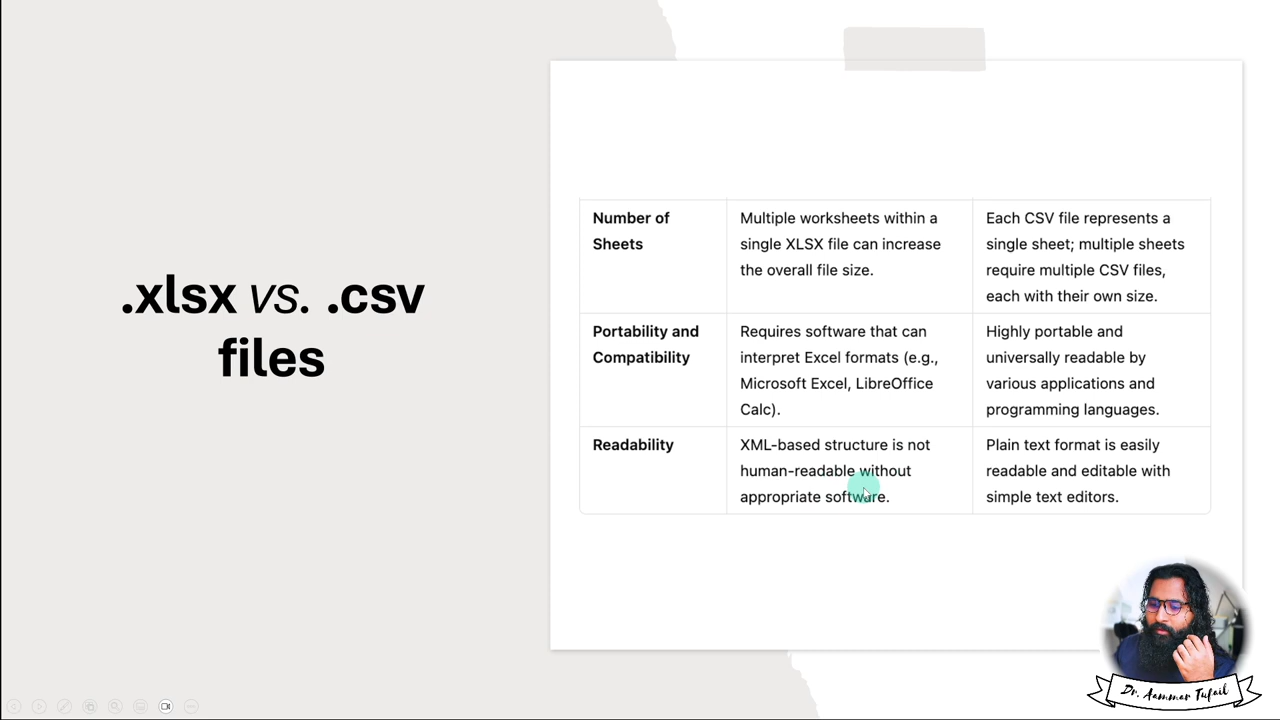 .xlsx vs. .csv
files
Number of
Sheets
Multiple worksheets within a
single XLSX file can increase
the overall file size.
Each CSV file represents a
single sheet; multiple sheets
require multiple CSV files,
each with their own size.
Portability and
Compatibility
Requires software that can
interpret Excel formats (e.g.,
Microsoft Excel, LibreOffice
Calc).
Highly portable and
universally readable by
various applications and
programming languages.
Readability
XML-based structure is not
human-readable without
appropriate software.
Plain text format is easily
readable and editable with
simple text editors.
Dr. Aammar Tufail